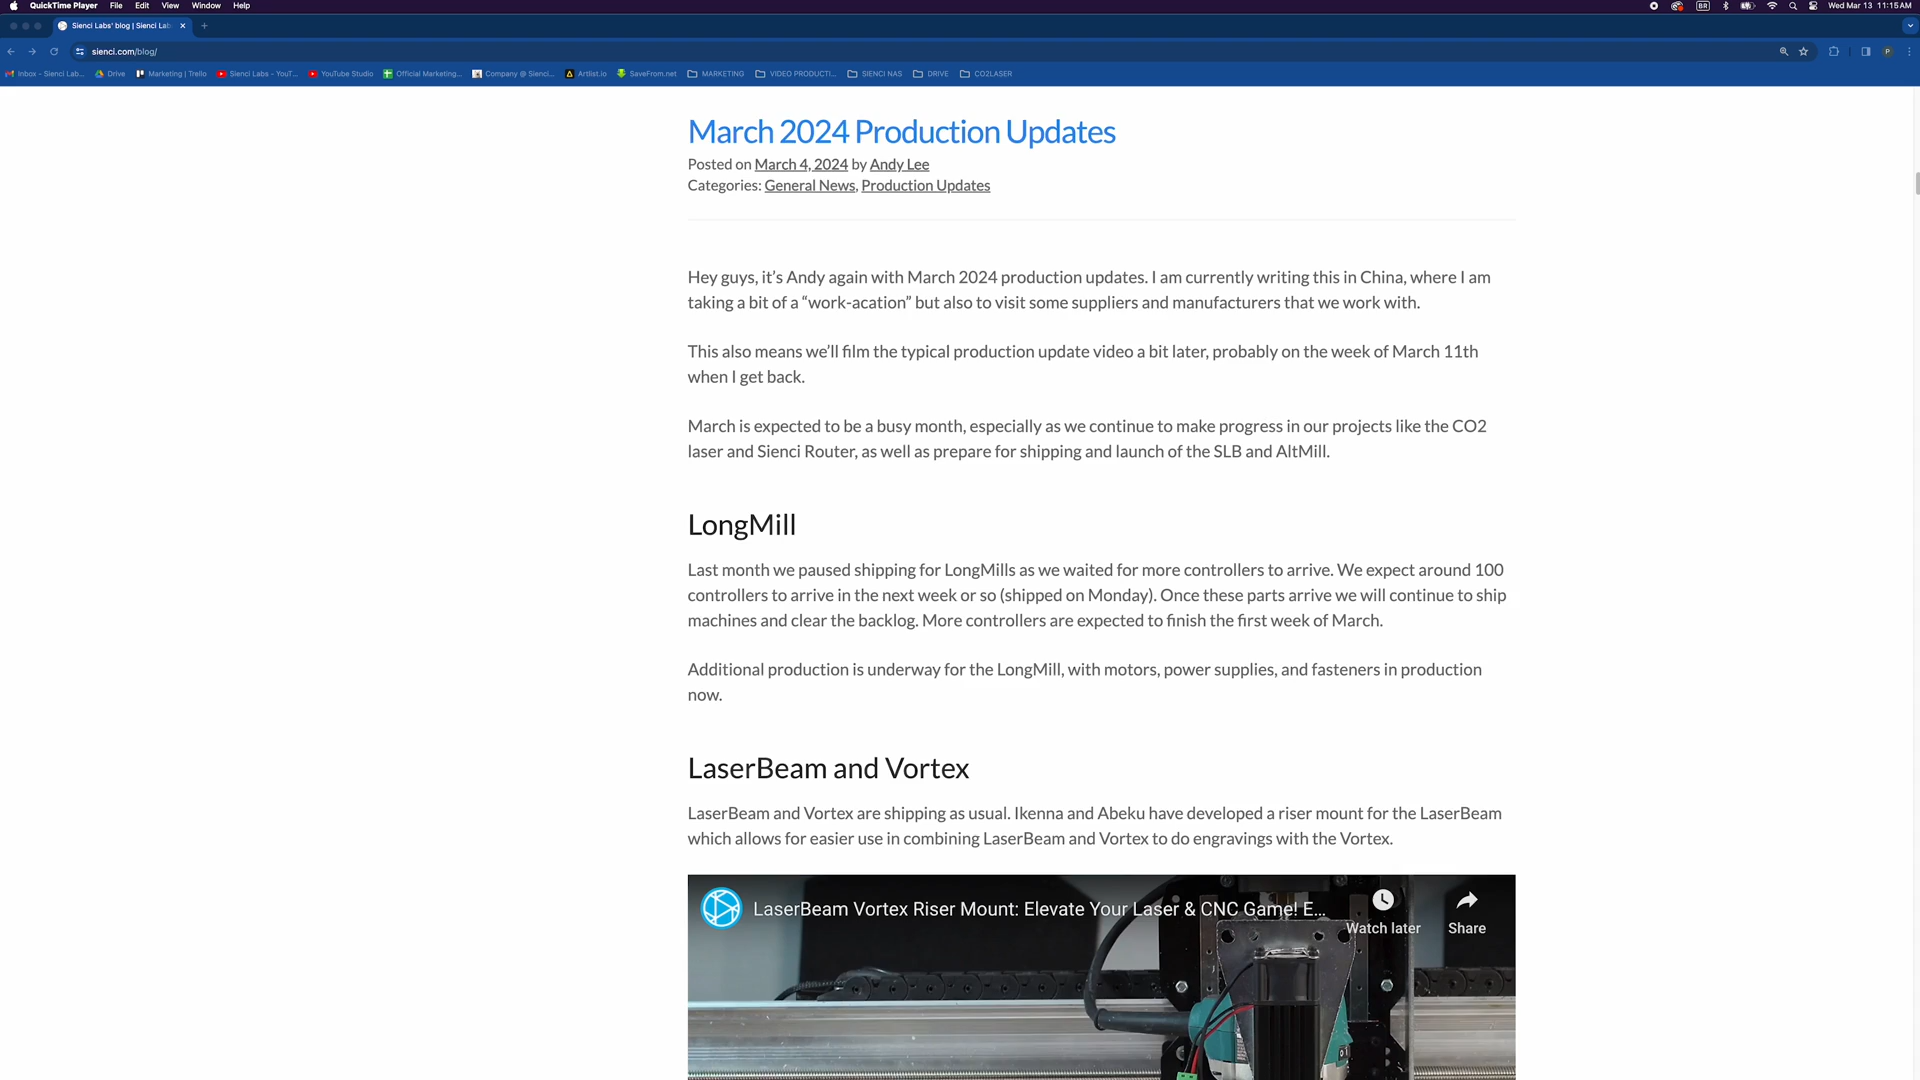 QuickTime Player File Edit View Window Help
BR Wed Mar 13 11:15 AM
Sienci Labs' blog | Sienci Lab
sienci.com/blog/
P
Inbox - Sienci Lab... Drive Marketing | Trello Sienci Labs - YouT... YouTube Studio Official Marketing... Company @ Sienci... Artlist.io SaveFrom.net MARKETING VIDEO PRODUCTI... SIENCI NAS DRIVE CO2LASER
March 2024 Production Updates
Posted on March 4, 2024 by Andy Lee
Categories: General News, Production Updates
Hey guys, it’s Andy again with March 2024 production updates. I am currently writing this in China, where I am
taking a bit of a “work-acation” but also to visit some suppliers and manufacturers that we work with.
This also means we’ll film the typical production update video a bit later, probably on the week of March 11th
when I get back.
March is expected to be a busy month, especially as we continue to make progress in our projects like the CO2
laser and Sienci Router, as well as prepare for shipping and launch of the SLB and AltMill.
LongMill
Last month we paused shipping for LongMills as we waited for more controllers to arrive. We expect around 100
controllers to arrive in the next week or so (shipped on Monday). Once these parts arrive we will continue to ship
machines and clear the backlog. More controllers are expected to finish the first week of March.
Additional production is underway for the LongMill, with motors, power supplies, and fasteners in production
now.
LaserBeam and Vortex
LaserBeam and Vortex are shipping as usual. Ikenna and Abeku have developed a riser mount for the LaserBeam
which allows for easier use in combining LaserBeam and Vortex to do engravings with the Vortex.
LaserBeam Vortex Riser Mount: Elevate Your Laser & CNC Game! E...
Watch later Share